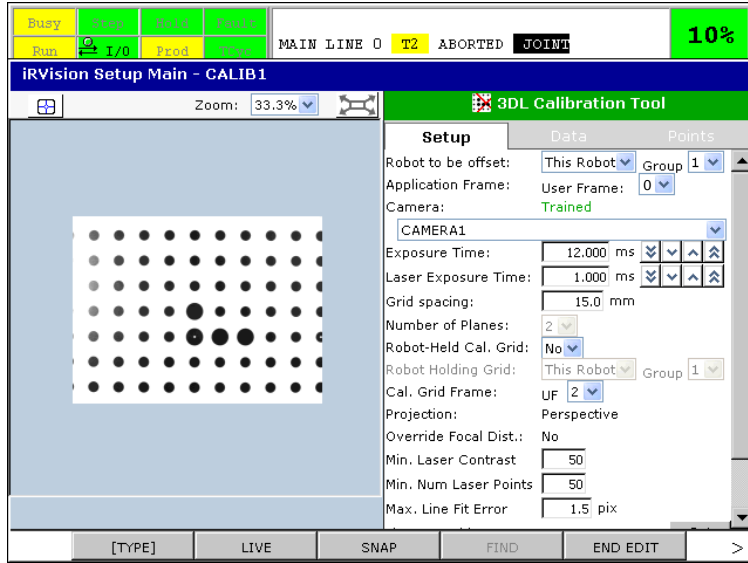 Busy Step Hold Fault
Run I/O Prod TCyc
MAIN LINE 0 T2 ABORTED JOINT
10%
iRVision Setup Main - CALIB1
Zoom: 33.3%
3DL Calibration Tool
Setup Data Points
Robot to be offset: This Robot Group 1
Application Frame: User Frame: 0
Camera: Trained
CAMERA1
Exposure Time: 12.000 ms
Laser Exposure Time: 1.000 ms
Grid spacing: 15.0 mm
Number of Planes: 2
Robot-Held Cal. Grid: No
Robot Holding Grid: This Robot Group 1
Cal. Grid Frame: UF 2
Projection: Perspective
Override Focal Dist.: No
Min. Laser Contrast 50
Min. Num Laser Points 50
Max. Line Fit Error 1.5 pix
[TYPE] LIVE SNAP FIND END EDIT >